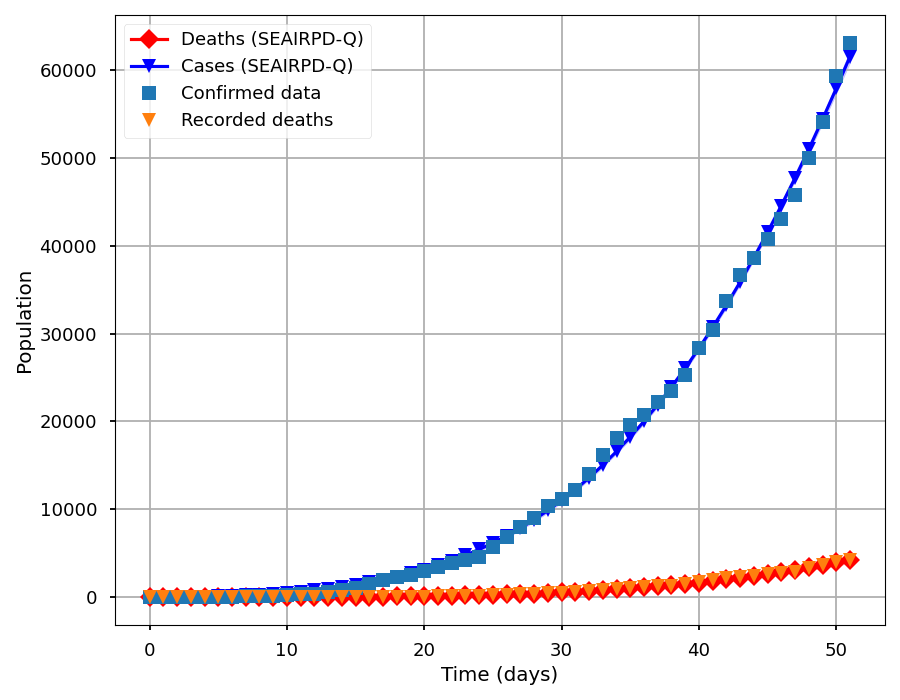 Deaths (SEAIRPD-Q)
Cases (SEAIRPD-Q)
Confirmed data
Recorded deaths
60000
50000
40000
30000
20000
10000
0
Population
0 10 20 30 40 50
Time (days)